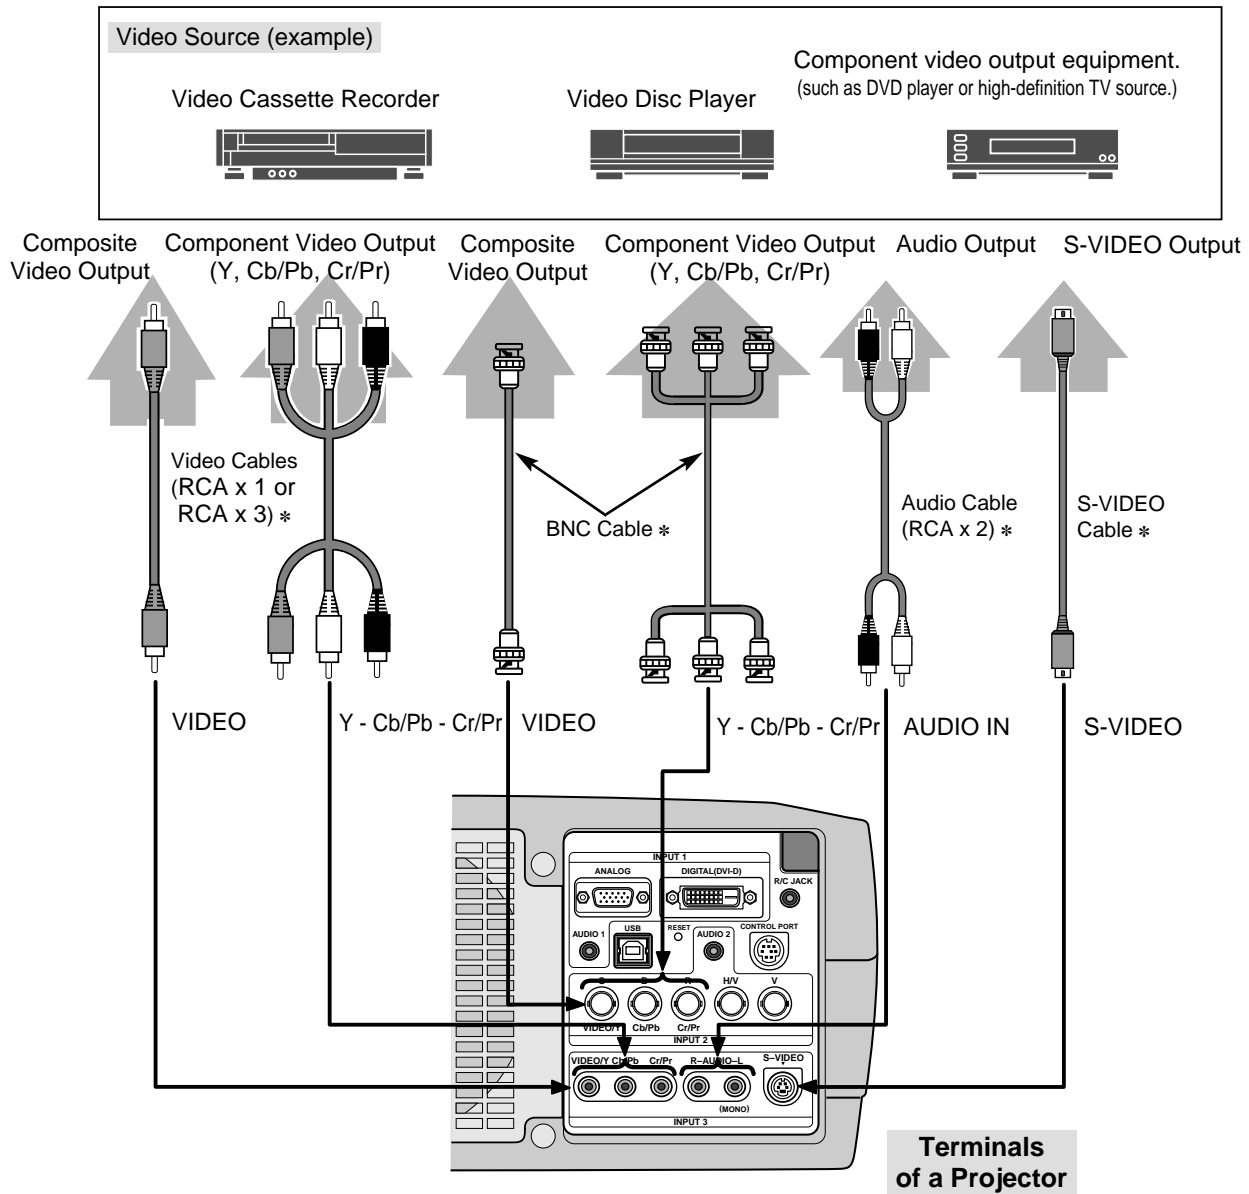 Video Source (example)
Component video output equipment.
(such as DVD player or high-definition TV source.)
Video Cassette Recorder
Video Disc Player
Composite
Video Output
Component Video Output
(Y, Cb/Pb, Cr/Pr)
Composite
Video Output
Component Video Output
(Y, Cb/Pb, Cr/Pr)
Audio Output
S-VIDEO Output
Video Cables
(RCA x 1 or
RCA x 3) *
BNC Cable *
Audio Cable
(RCA x 2) *
S-VIDEO
Cable *
VIDEO
Y - Cb/Pb - Cr/Pr
VIDEO
Y - Cb/Pb - Cr/Pr
AUDIO IN
S-VIDEO
INPUT 1
ANALOG
DIGITAL(DVI-D)
R/C JACK
AUDIO 1
USB
RESET
AUDIO 2
CONTROL PORT
G
B
R
H/V
V
VIDEO/Y
Cb/Pb
Cr/Pr
INPUT 2
VIDEO/Y
Cb/Pb
Cr/Pr
R–AUDIO–L
S–VIDEO
(MONO)
INPUT 3
Terminals
of a Projector